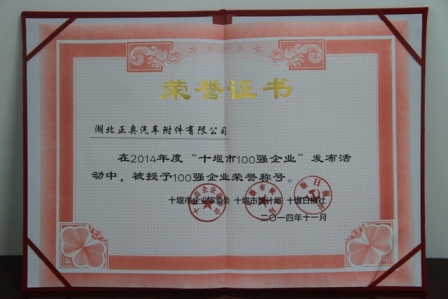 荣誉证书
湖北正奥汽车附件有限公司
在2014年度“十堰市100强企业”发布活
动中，被授予100强企业荣誉称号。
十堰市企业家协会 十堰市统计局 十堰日报社
二〇一四年十一月